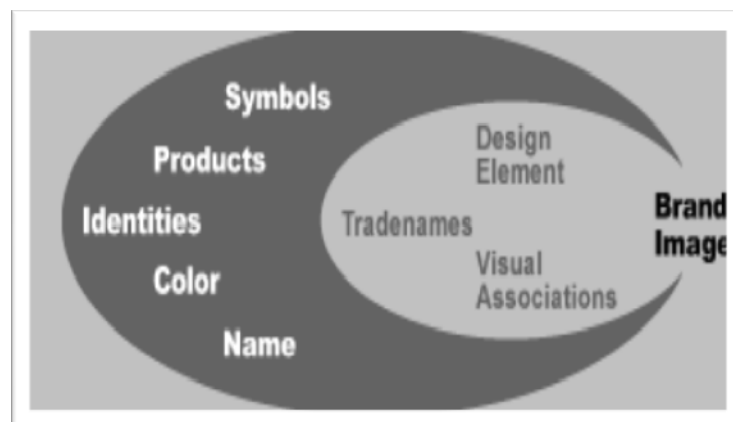 Symbols
Products
Identities
Color
Name
Design
Element
Tradenames
Visual
Associations
Brand
Image